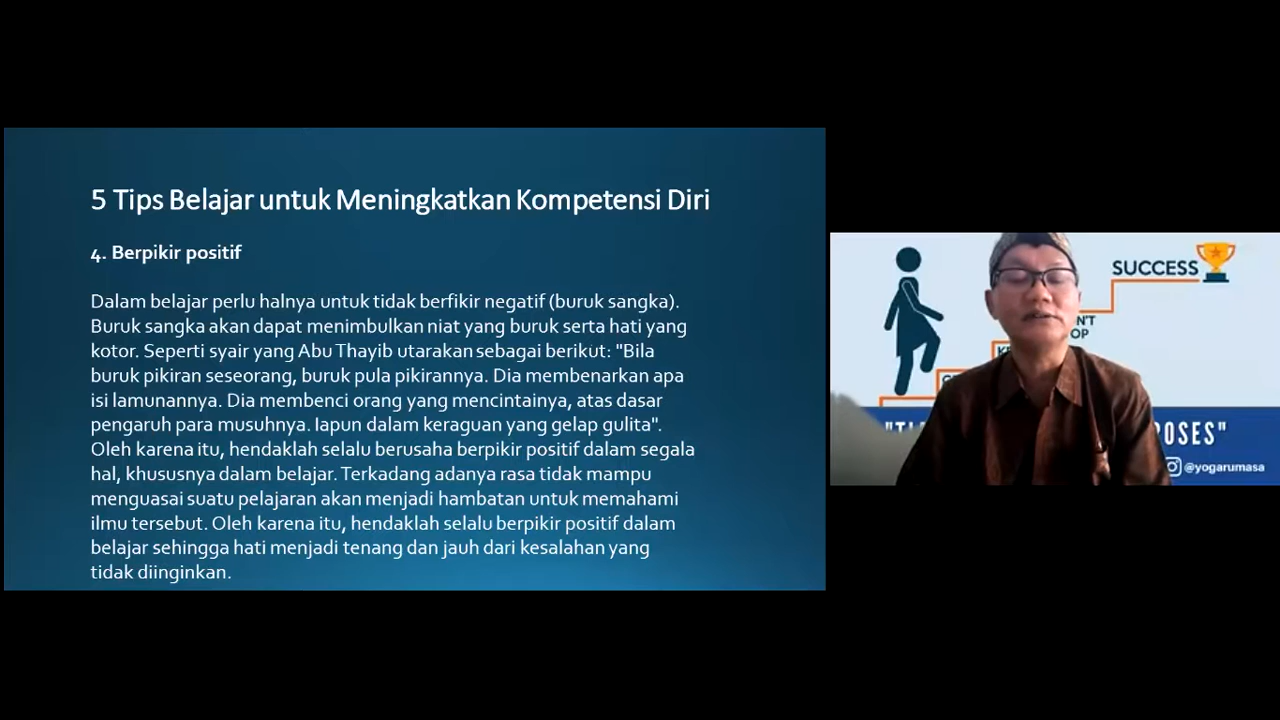 5 Tips Belajar untuk Meningkatkan Kompetensi Diri
4. Berpikir positif
Dalam belajar perlu halnya untuk tidak berfikir negatif (buruk sangka).
Buruk sangka akan dapat menimbulkan niat yang buruk serta hati yang
kotor. Seperti syair yang Abu Thayib utarakan sebagai berikut: "Bila
buruk pikiran seseorang, buruk pula pikirannya. Dia membenarkan apa
isi lamunannya. Dia membenci orang yang mencintainya, atas dasar
pengaruh para musuhnya. Iapun dalam keraguan yang gelap gulita".
Oleh karena itu, hendaklah selalu berusaha berpikir positif dalam segala
hal, khususnya dalam belajar. Terkadang adanya rasa tidak mampu
menguasai suatu pelajaran akan menjadi hambatan untuk memahami
ilmu tersebut. Oleh karena itu, hendaklah selalu berpikir positif dalam
belajar sehingga hati menjadi tenang dan jauh dari kesalahan yang
tidak diinginkan.
SUCCESS
@yogarumasa